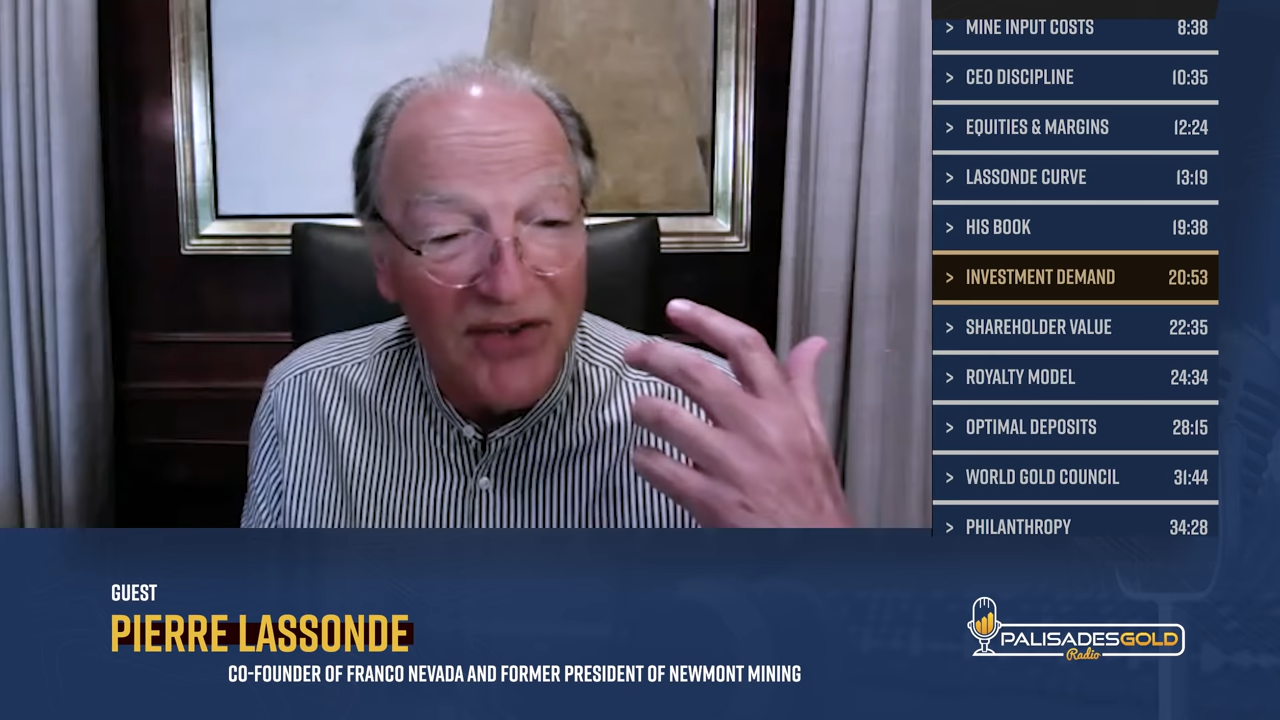 > MINE INPUT COSTS 8:38
> CEO DISCIPLINE 10:35
> EQUITIES & MARGINS 12:24
> LASSONDE CURVE 13:19
> HIS BOOK 19:38
> INVESTMENT DEMAND 20:53
> SHAREHOLDER VALUE 22:35
> ROYALTY MODEL 24:34
> OPTIMAL DEPOSITS 28:15
> WORLD GOLD COUNCIL 31:44
> PHILANTHROPY 34:28
GUEST
PIERRE LASSONDE
CO-FOUNDER OF FRANCO NEVADA AND FORMER PRESIDENT OF NEWMONT MINING
PALISADESGOLD
Radio